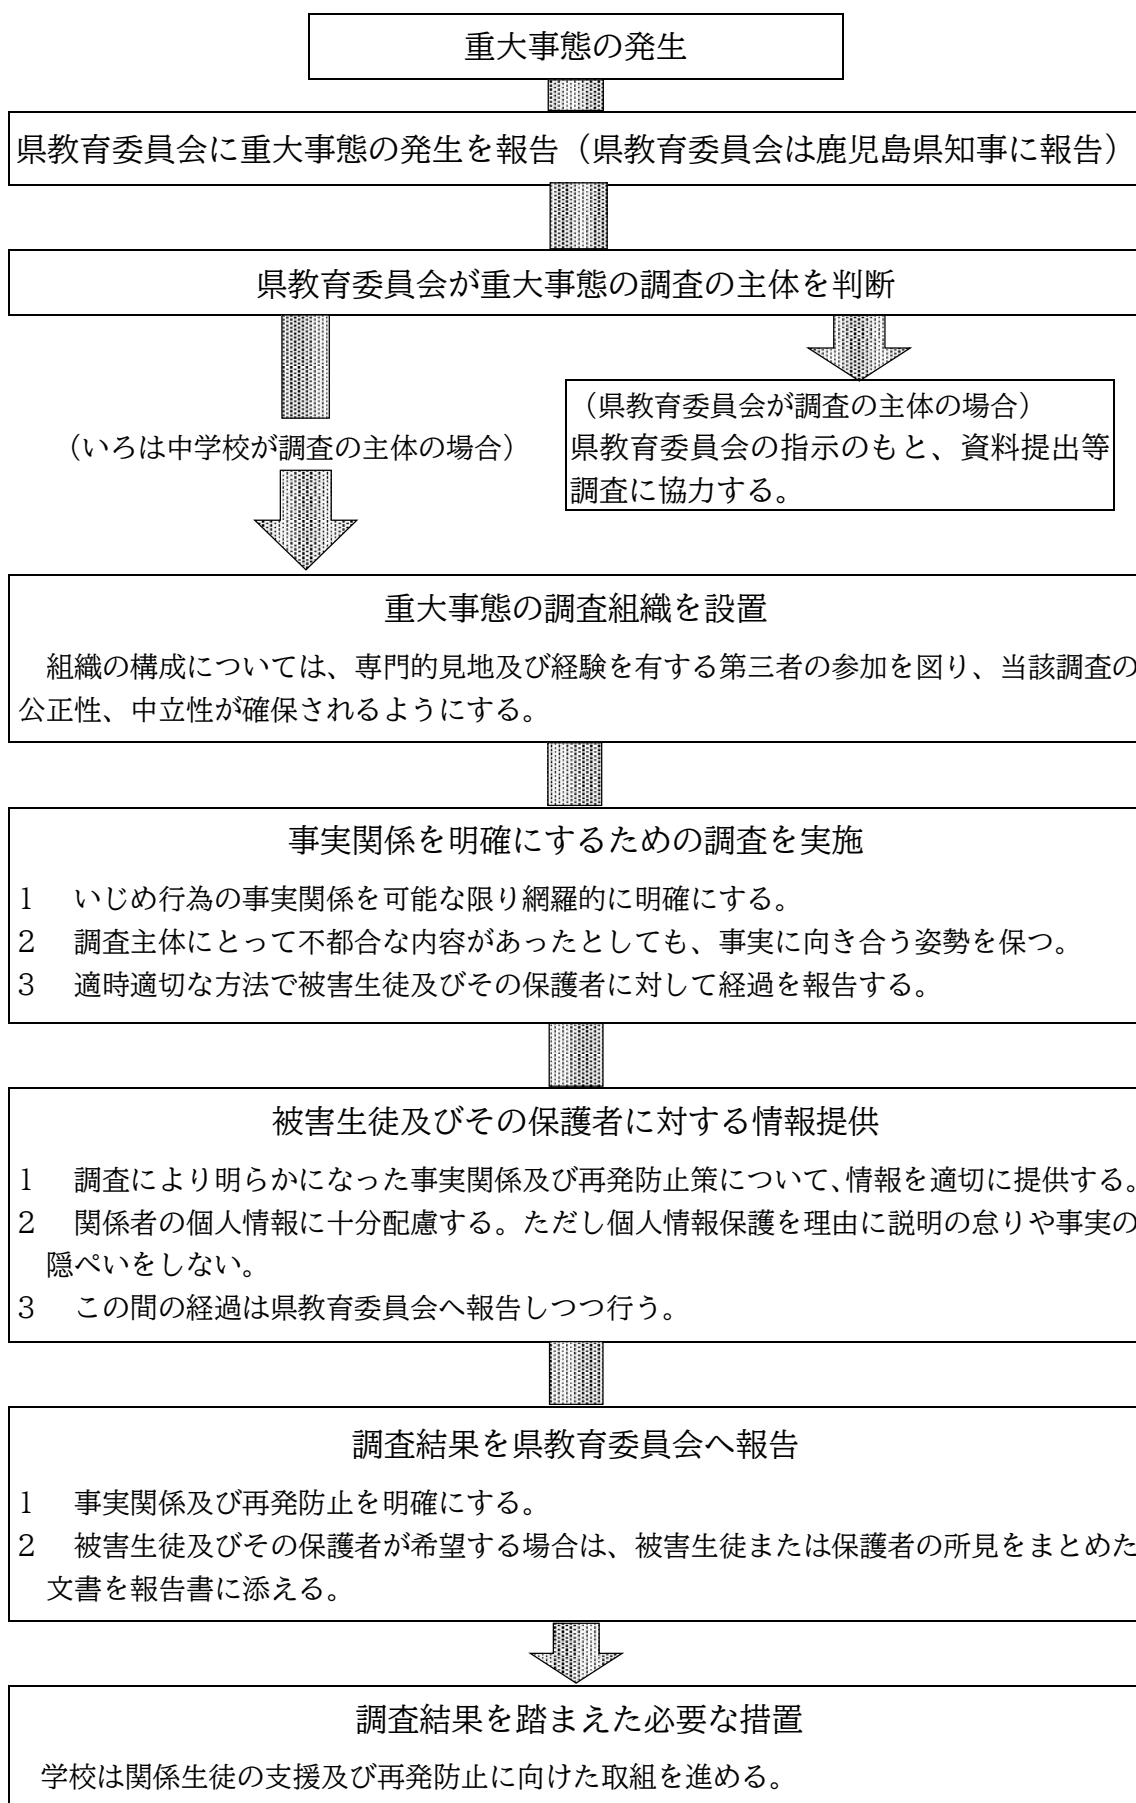 重大事態の発生
県教育委員会に重大事態の発生を報告（県教育委員会は鹿児島県知事に報告）
県教育委員会が重大事態の調査の主体を判断
（いろは中学校が調査の主体の場合）
（県教育委員会が調査の主体の場合）
県教育委員会の指示のもと、資料提出等
調査に協力する。
重大事態の調査組織を設置
組織の構成については、専門的見地及び経験を有する第三者の参加を図り、当該調査の
公正性、中立性が確保されるようにする。
事実関係を明確にするための調査を実施
1　いじめ行為の事実関係を可能な限り網羅的に明確にする。
2　調査主体にとって不都合な内容があったとしても、事実に向き合う姿勢を保つ。
3　適時適切な方法で被害生徒及びその保護者に対して経過を報告する。
被害生徒及びその保護者に対する情報提供
1　調査により明らかになった事実関係及び再発防止策について、情報を適切に提供する。
2　関係者の個人情報に十分配慮する。ただし個人情報保護を理由に説明の怠りや事実の
隠ぺいをしない。
3　この間の経過は県教育委員会へ報告しつつ行う。
調査結果を県教育委員会へ報告
1　事実関係及び再発防止を明確にする。
2　被害生徒及びその保護者が希望する場合は、被害生徒または保護者の所見をまとめた
文書を報告書に添える。
調査結果を踏まえた必要な措置
学校は関係生徒の支援及び再発防止に向けた取組を進める。